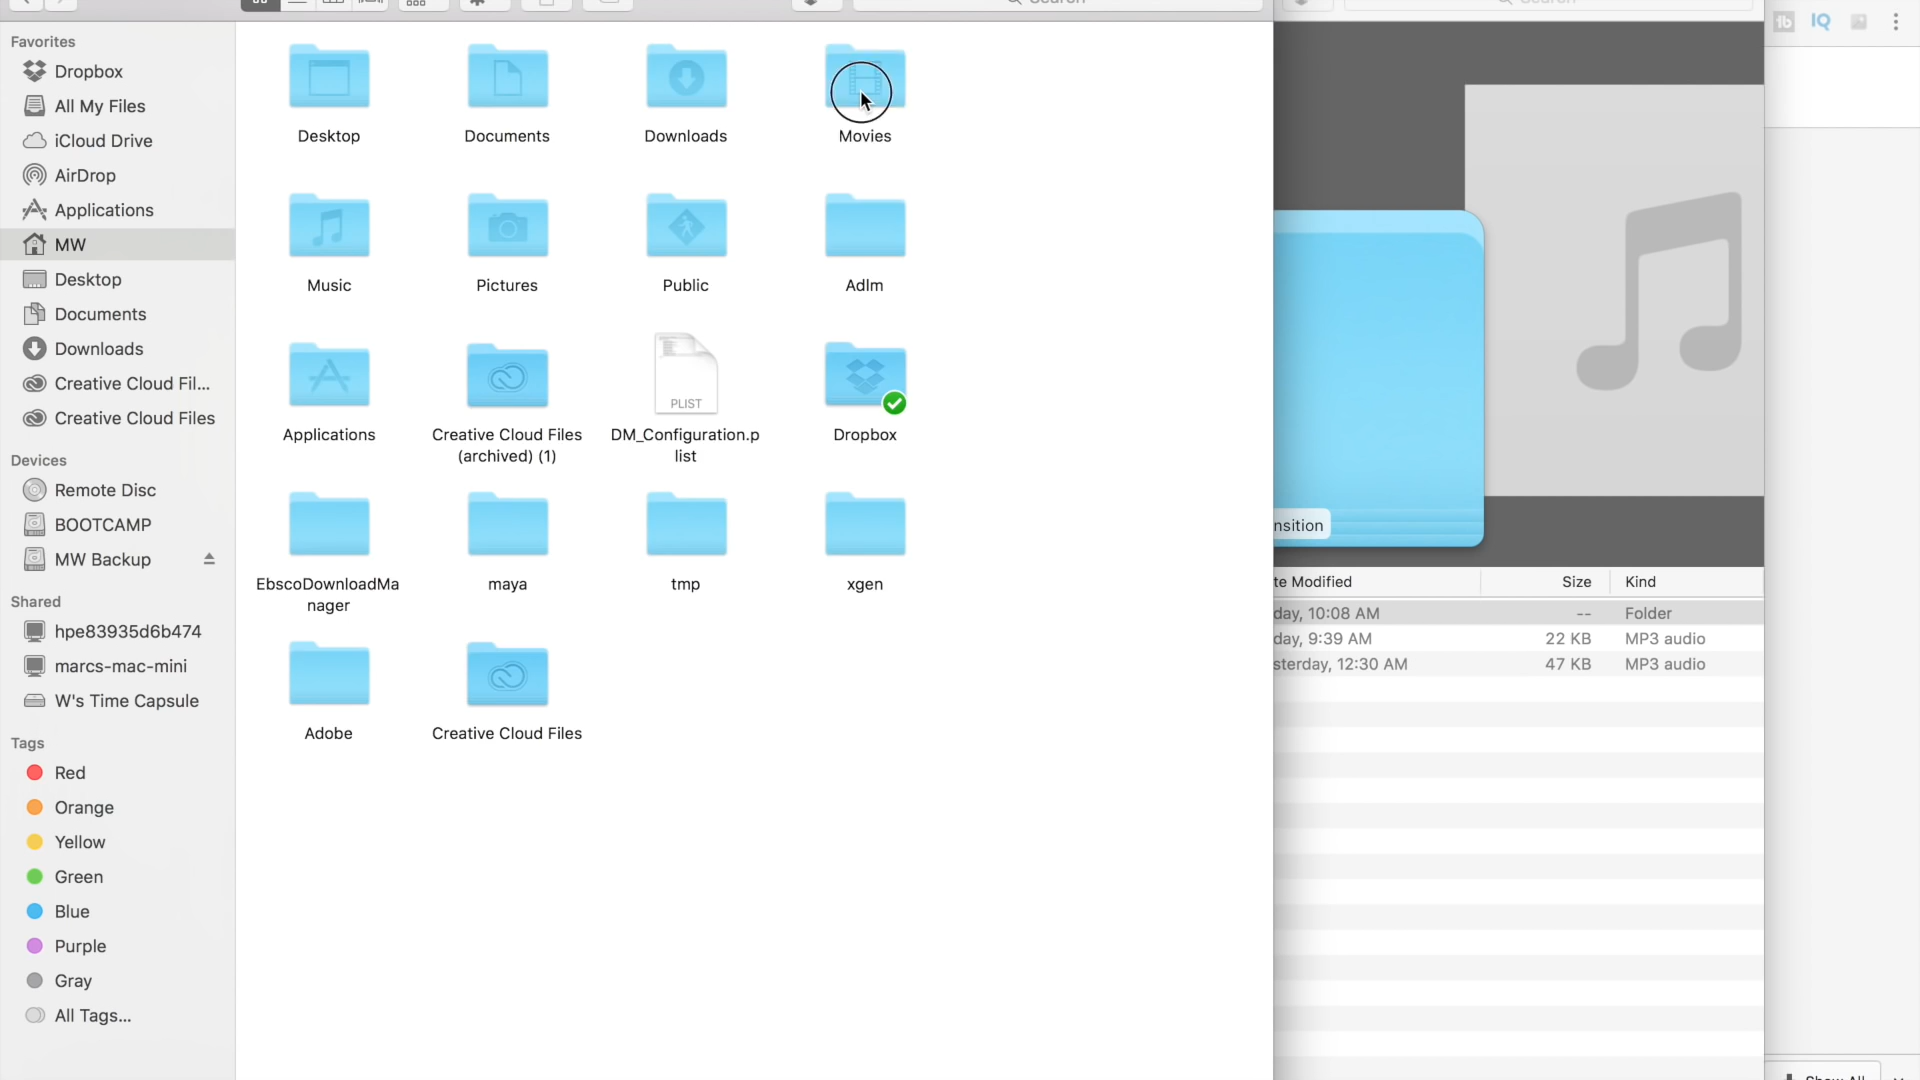 Favorites
Dropbox
All My Files
iCloud Drive
AirDrop
Applications
MW
Desktop
Documents
Downloads
Creative Cloud Fil...
Creative Cloud Files
Devices
Remote Disc
BOOTCAMP
MW Backup
Shared
hpe83935d6b474
marcs-mac-mini
W's Time Capsule
Tags
Red
Orange
Yellow
Green
Blue
Purple
Gray
All Tags...
Search
Desktop
Documents
Downloads
Movies
Music
Pictures
Public
Adlm
Applications
Creative Cloud Files
(archived) (1)
PLIST
DM_Configuration.p
list
Dropbox
EbscoDownloadMa
nager
maya
tmp
xgen
Adobe
Creative Cloud Files
Search
nsition
te Modified Size Kind
day, 10:08 AM -- Folder
day, 9:39 AM 22 KB MP3 audio
sterday, 12:30 AM 47 KB MP3 audio
tb IQ
Show All